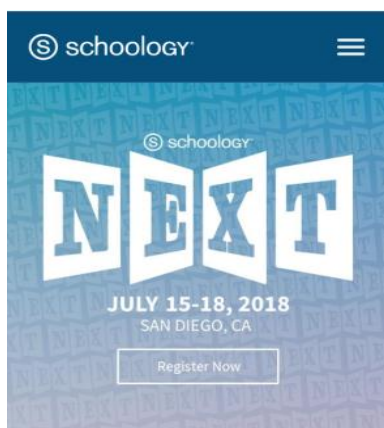 S schoology
S schoology
NEXT
JULY 15-18, 2018
SAN DIEGO, CA
Register Now